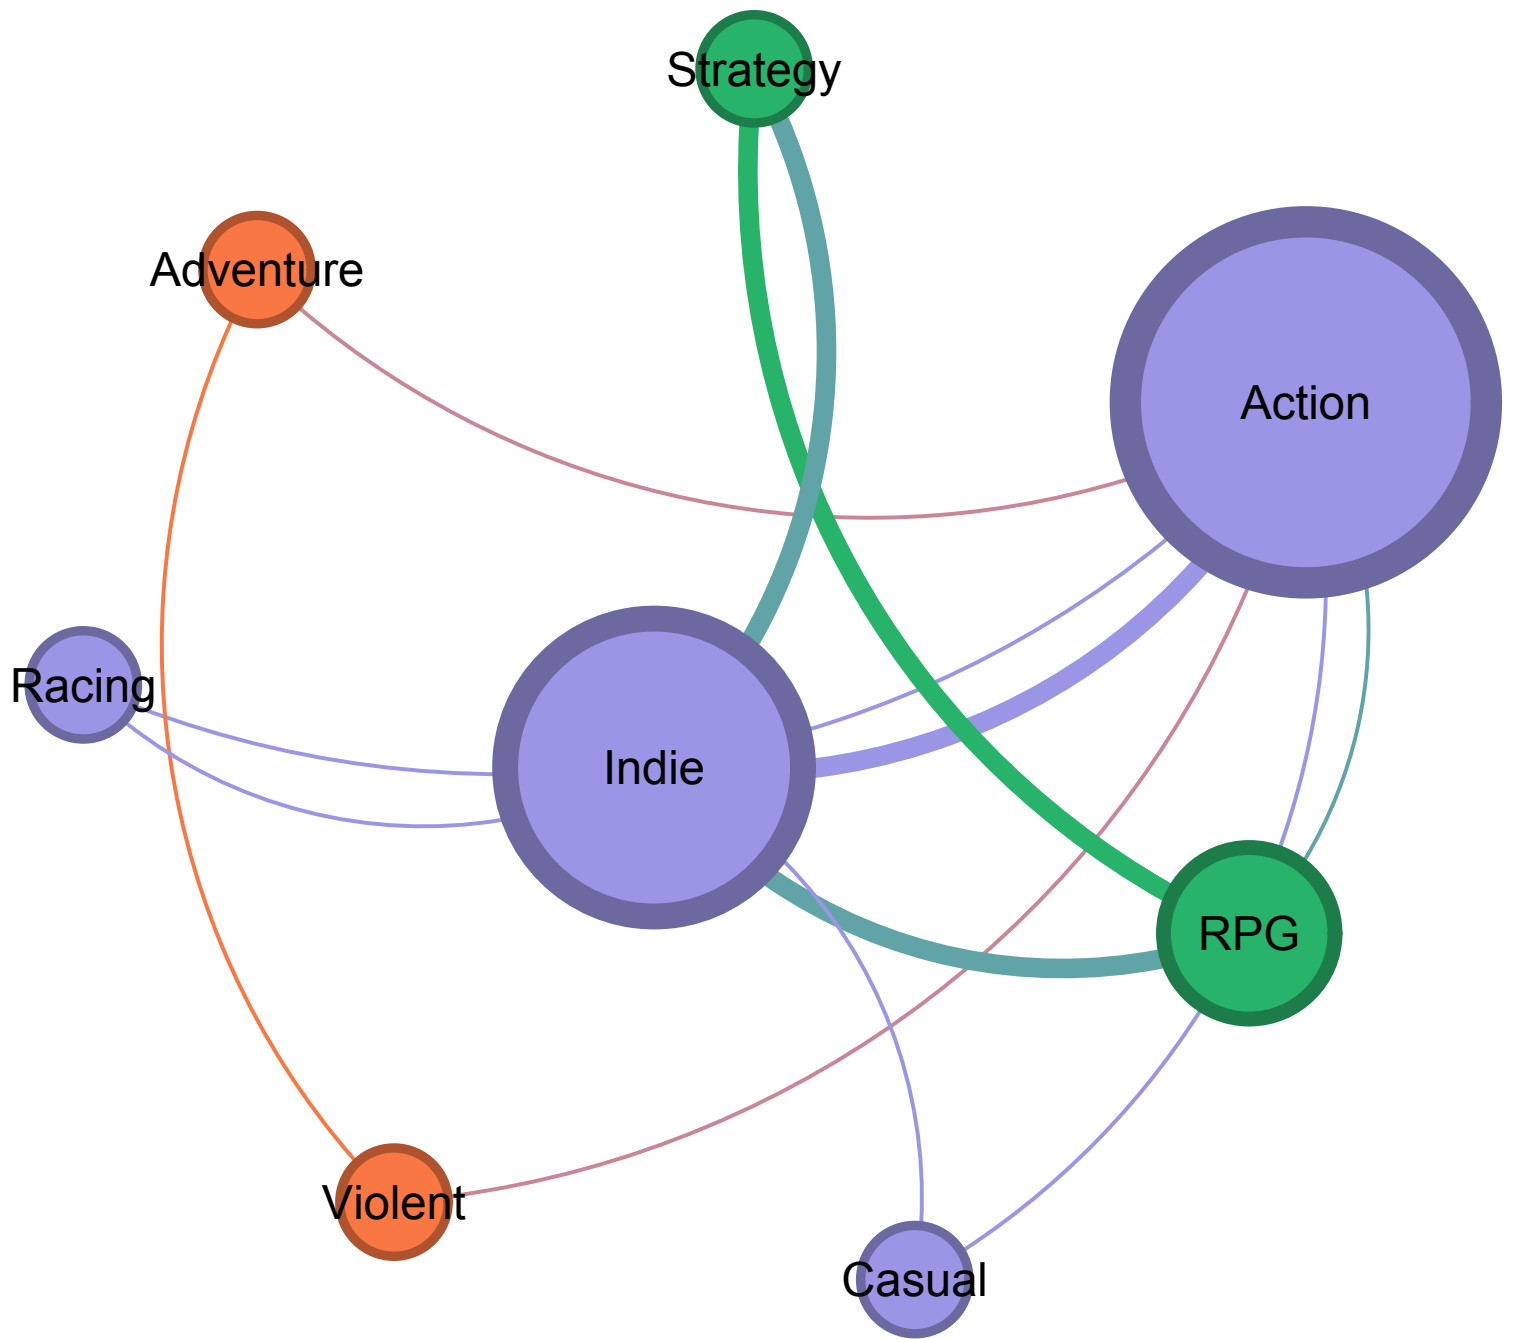 Strategy
Adventure
Action
Racing
Indie
RPG
Violent
Casual